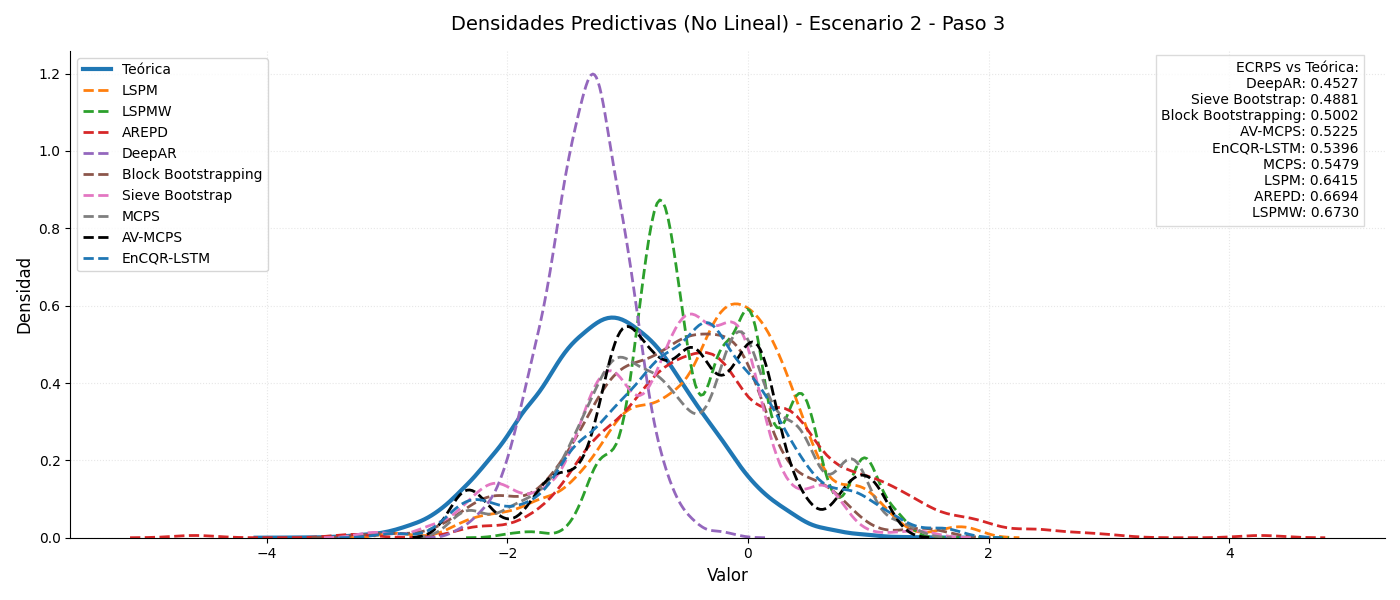 Densidades Predictivas (No Lineal) - Escenario 2 - Paso 3
Teórica
LSPM
LSPMW
AREPD
DeepAR
Block Bootstrapping
Sieve Bootstrap
MCPS
AV-MCPS
EnCQR-LSTM
ECRPS vs Teórica:
DeepAR: 0.4527
Sieve Bootstrap: 0.4881
Block Bootstrapping: 0.5002
AV-MCPS: 0.5225
EnCQR-LSTM: 0.5396
MCPS: 0.5479
LSPM: 0.6415
AREPD: 0.6694
LSPMW: 0.6730
Densidad
1.2
1.0
0.8
0.6
0.4
0.2
0.0
−4 −2 0 2 4
Valor